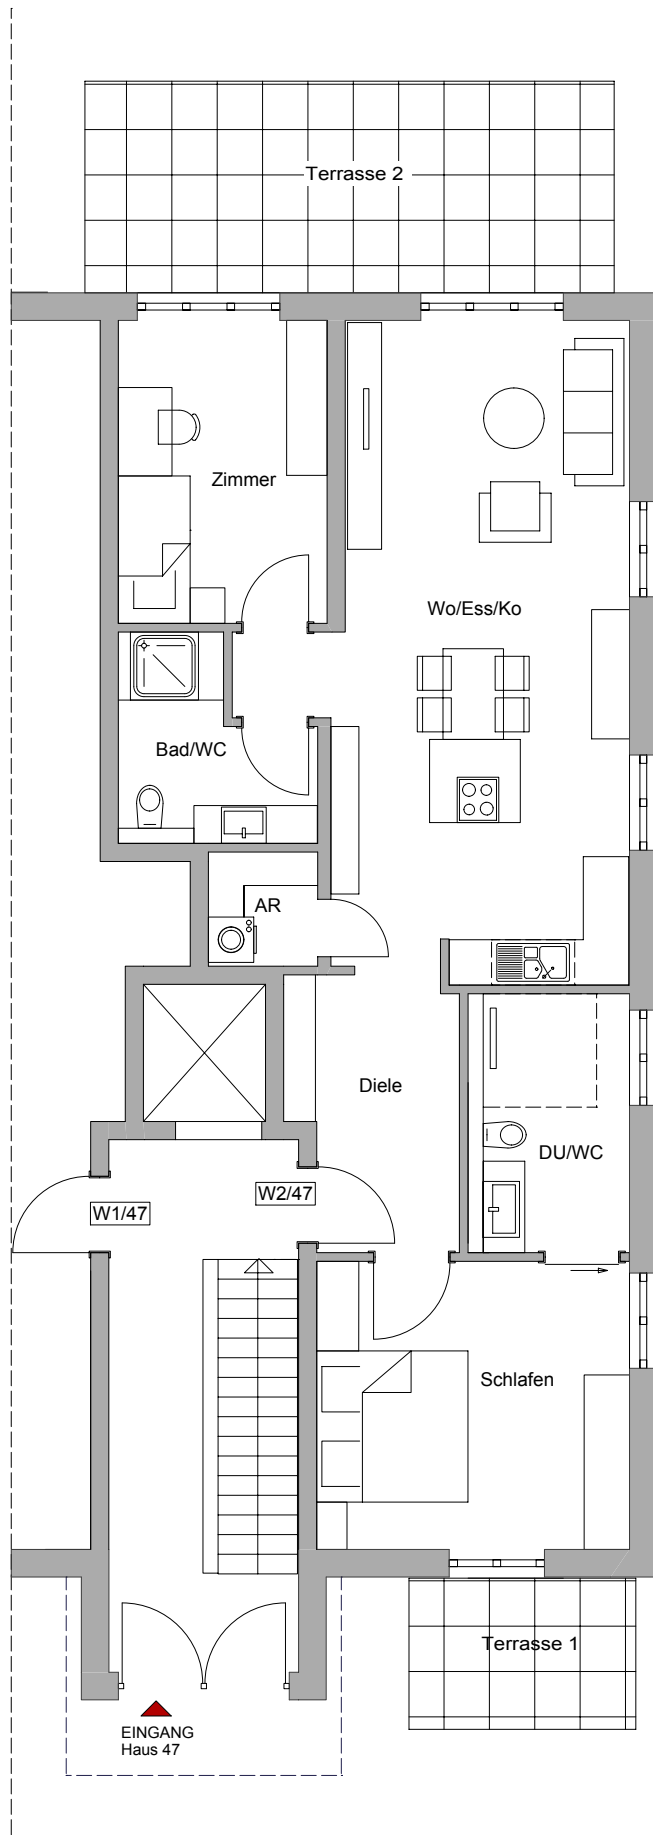 Terrasse 2
Zimmer
Wo/Ess/Ko
Bad/WC
AR
Diele
DU/WC
W2/47
W1/47
Schlafen
Terrasse 1
EINGANG
Haus 47